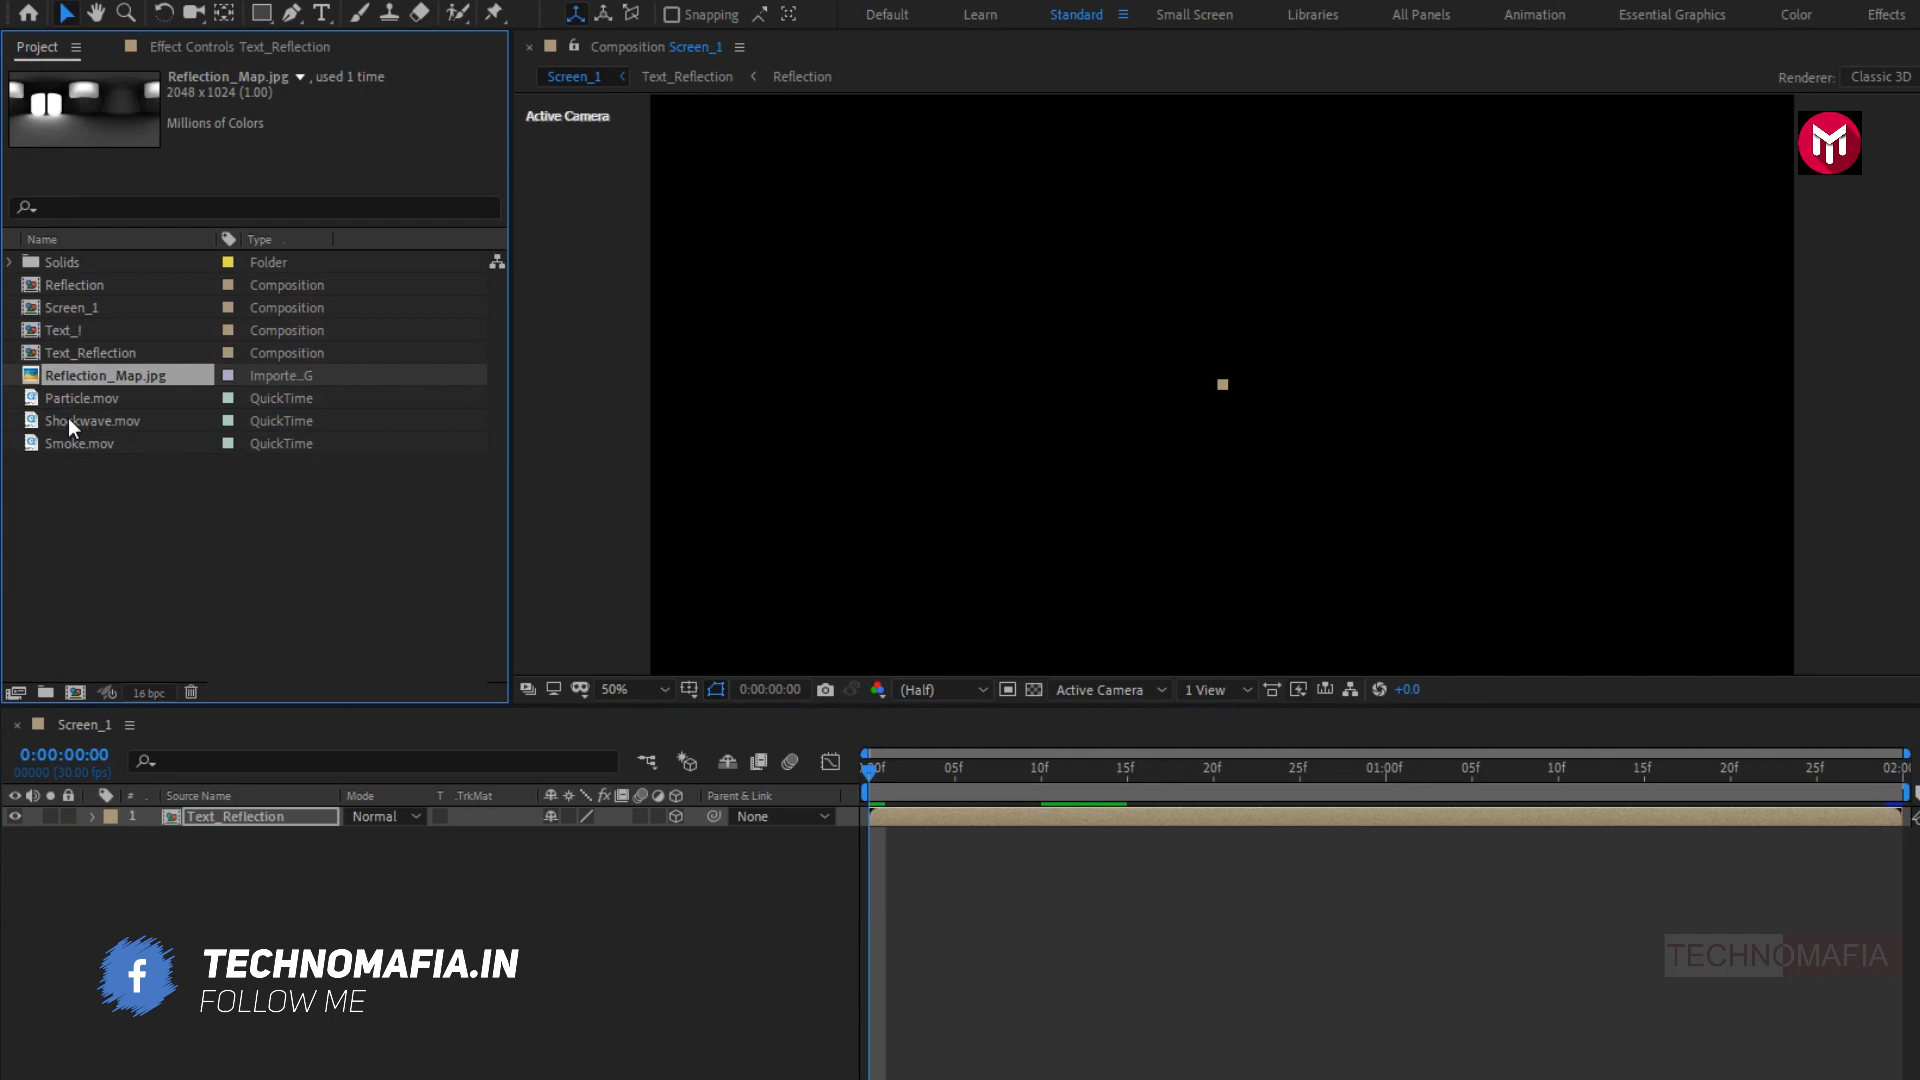 Snapping
Default
Learn
Standard
Small Screen
Libraries
All Panels
Animation
Essential Graphics
Color
Effects
Project
Effect Controls Text_Reflection
Composition Screen_1
Reflection_Map.jpg , used 1 time
2048 x 1024 (1.00)
Millions of Colors
Screen_1
Text_Reflection
Reflection
Renderer:
Classic 3D
Active Camera
Name
Type
Solids
Folder
Reflection
Composition
Screen_1
Composition
Text_!
Composition
Text_Reflection
Composition
Reflection_Map.jpg
Importe...G
Particle.mov
QuickTime
Shockwave.mov
QuickTime
Smoke.mov
QuickTime
16 bpc
50%
0:00:00:00
(Half)
Active Camera
1 View
+0.0
Screen_1
0:00:00:00
00000 (30.00 fps)
05f
10f
15f
20f
25f
01:00f
05f
10f
15f
20f
25f
# Source Name
Mode
T .TrkMat
Parent & Link
1
Text_Reflection
Normal
None
TECHNOMAFIA.IN
FOLLOW ME
TECHNOMAFIA